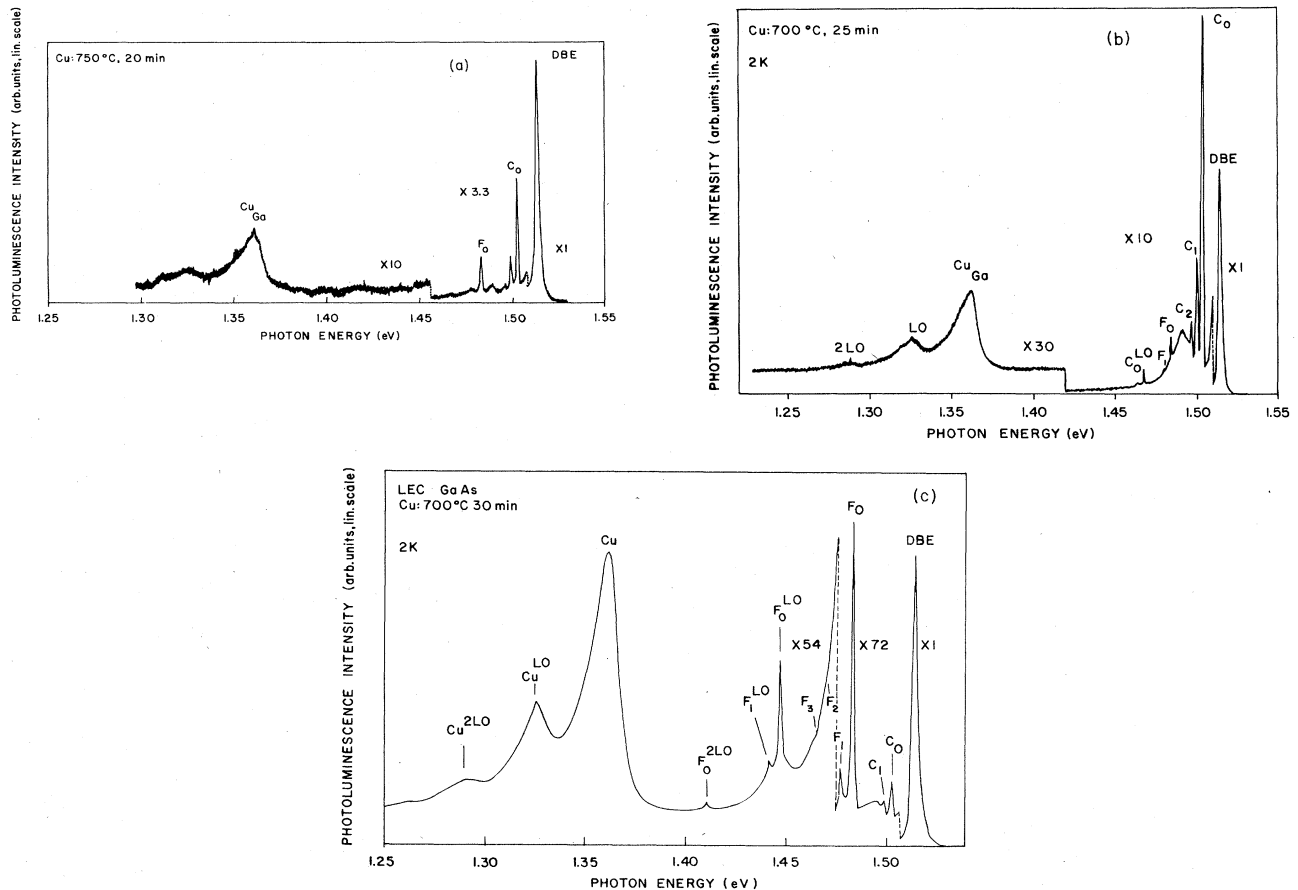 PHOTOLUMINESCENCE INTENSITY (arb.units,lin.scale)
Cu:750°C, 20 min
(a)
DBE
C₀
X 3.3
Cu_Ga
F₀
X10
X1
1.25 1.30 1.35 1.40 1.45 1.50 1.55
PHOTON ENERGY (eV)
PHOTOLUMINESCENCE INTENSITY (arb.units,lin.scale)
Cu:700°C, 25 min
2K
(b)
C₀
DBE
X10
C₁
X1
Cu_Ga
C₂
F₀
LO
2LO
X30
C₀^LO
F₁
1.25 1.30 1.35 1.40 1.45 1.50 1.55
PHOTON ENERGY (eV)
PHOTOLUMINESCENCE INTENSITY (arb.units,lin.scale)
LEC GaAs
Cu:700°C 30 min
2K
(c)
F₀
DBE
Cu
F₀^LO
X54
X72
X1
Cu^LO
F₁^LO
F₃
F₂
Cu^2LO
F₀^2LO
F₁
C₁
C₀
1.25 1.30 1.35 1.40 1.45 1.50
PHOTON ENERGY (eV)